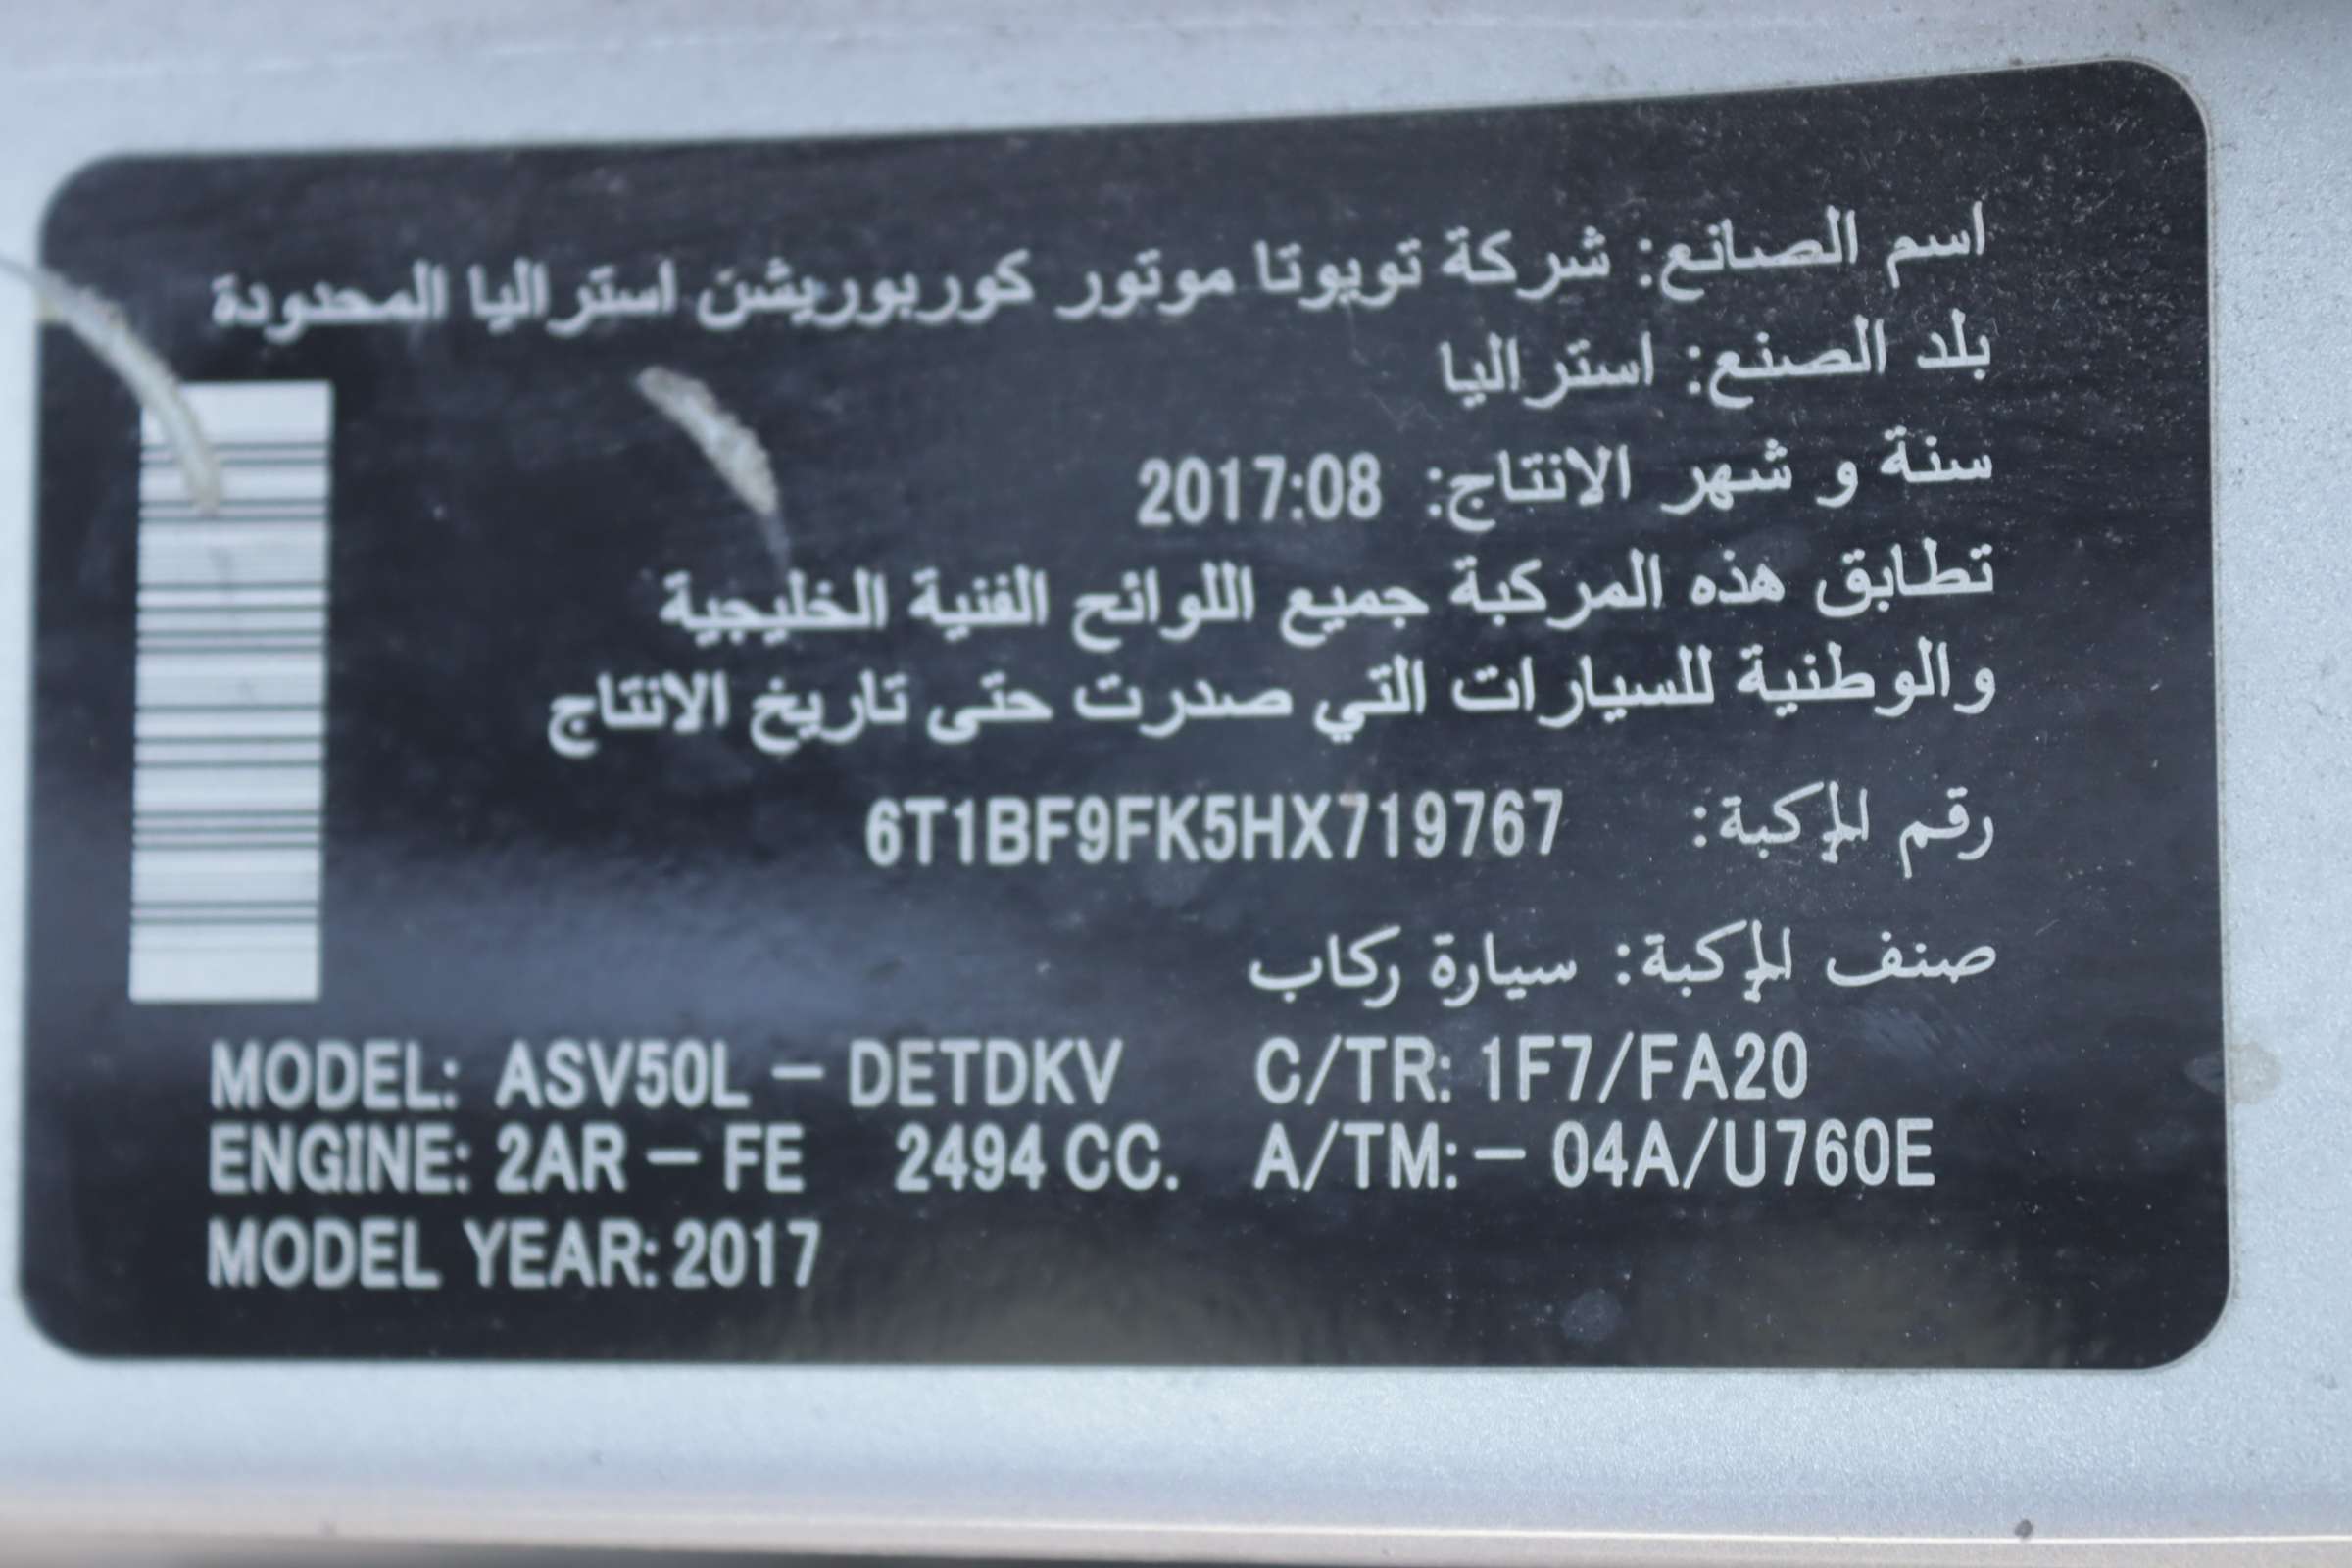 اسم الصانع: شركة تويوتا موتور كوربوريشن استراليا المحدودة
بلد الصنع: استراليا
سنة و شهر الانتاج: 2017:08
تطابق هذه المركبة جميع اللوائح الفنية الخليجية
والوطنية للسيارات التي صدرت حتى تاريخ الانتاج
رقم المركبة: 6T1BF9FK5HX719767
صنف المركبة: سيارة ركاب
MODEL: ASV50L – DETDKV C/TR: 1F7/FA20
ENGINE: 2AR – FE 2494 CC. A/TM: – 04A/U760E
MODEL YEAR: 2017